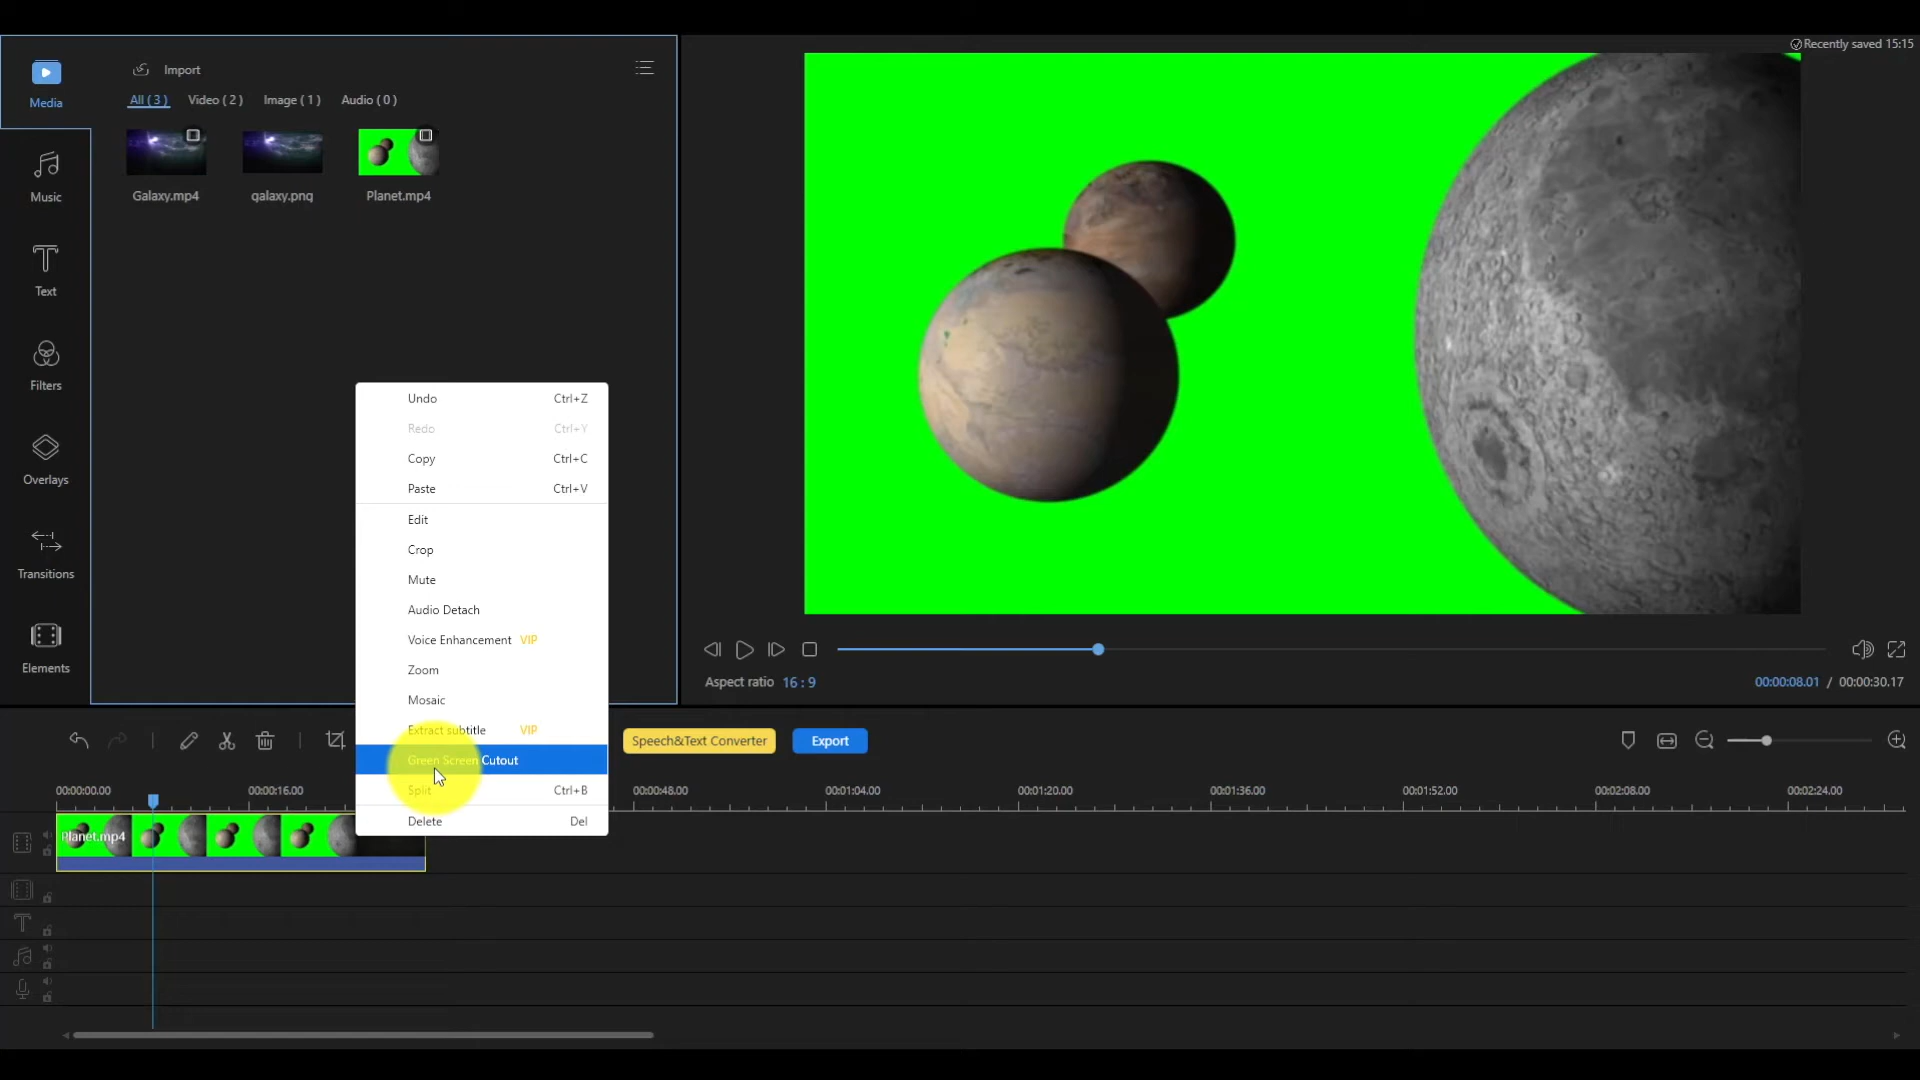 Recently saved 15:15
Media
Import
All ( 3 ) Video ( 2 ) Image ( 1 ) Audio ( 0 )
Galaxy.mp4
galaxy.png
Planet.mp4
Music
Text
Filters
Overlays
Transitions
Elements
Undo Ctrl+Z
Redo Ctrl+Y
Copy Ctrl+C
Paste Ctrl+V
Edit
Crop
Mute
Audio Detach
Voice Enhancement VIP
Zoom
Mosaic
Extract subtitle VIP
Green Screen Cutout
Split Ctrl+B
Delete Del
Aspect ratio 16 : 9
00:00:08.01 / 00:00:30.17
Speech&Text Converter
Export
00:00:00.00 00:00:16.00 00:00:48.00 00:01:04.00 00:01:20.00 00:01:36.00 00:01:52.00 00:02:08.00 00:02:24.00
Planet.mp4